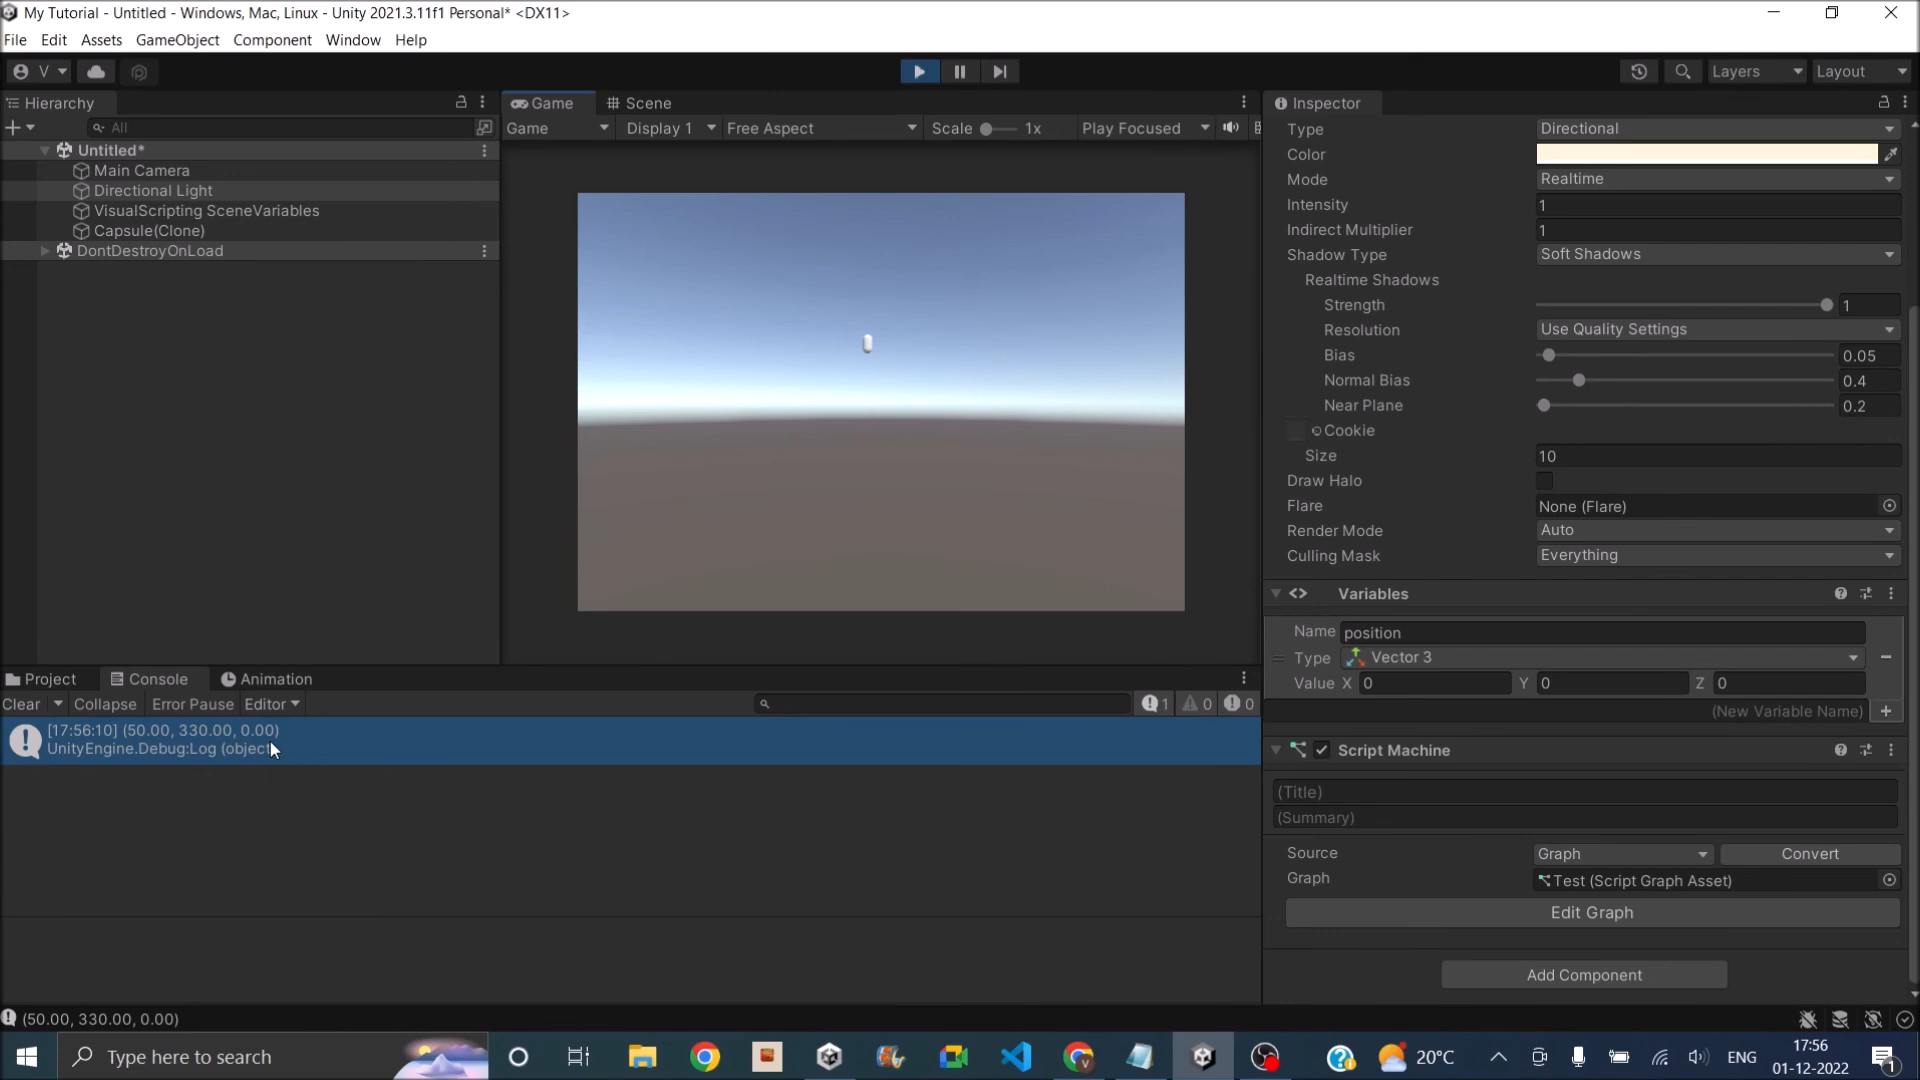 My Tutorial - Untitled - Windows, Mac, Linux - Unity 2021.3.11f1 Personal* <DX11>
File Edit Assets GameObject Component Window Help
V Layers Layout
Hierarchy
All
Untitled*
Main Camera
Directional Light
VisualScripting SceneVariables
Capsule(Clone)
DontDestroyOnLoad
Game Scene
Game Display 1 Free Aspect Scale 1x Play Focused
Inspector
Type Directional
Color
Mode Realtime
Intensity 1
Indirect Multiplier 1
Shadow Type Soft Shadows
Realtime Shadows
Strength 1
Resolution Use Quality Settings
Bias 0.05
Normal Bias 0.4
Near Plane 0.2
Cookie
Size 10
Draw Halo
Flare None (Flare)
Render Mode Auto
Culling Mask Everything
Variables
Name position
Type Vector 3
Value X 0 Y 0 Z 0
(New Variable Name)
Script Machine
(Title)
(Summary)
Source Graph Convert
Graph Test (Script Graph Asset)
Edit Graph
Add Component
Project Console Animation
Clear Collapse Error Pause Editor 1 0 0
[17:56:10] (50.00, 330.00, 0.00)
UnityEngine.Debug:Log (object
(50.00, 330.00, 0.00)
Type here to search
20°C ENG
17:56
01-12-2022
1